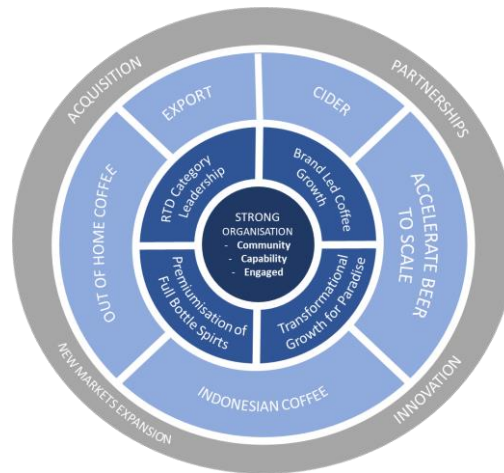 ACQUISITION
PARTNERSHIPS
EXPORT
CIDER
OUT OF HOME COFFEE
ACCELERATE BEER
TO SCALE
RTD Category
Leadership
Brand Led Coffee
Growth
STRONG
ORGANISATION
- Community
- Capability
- Engaged
Premiumisation of
Full Bottle Spirts
Transformational
Growth for Paradise
INDONESIAN COFFEE
NEW MARKETS EXPANSION
INNOVATION